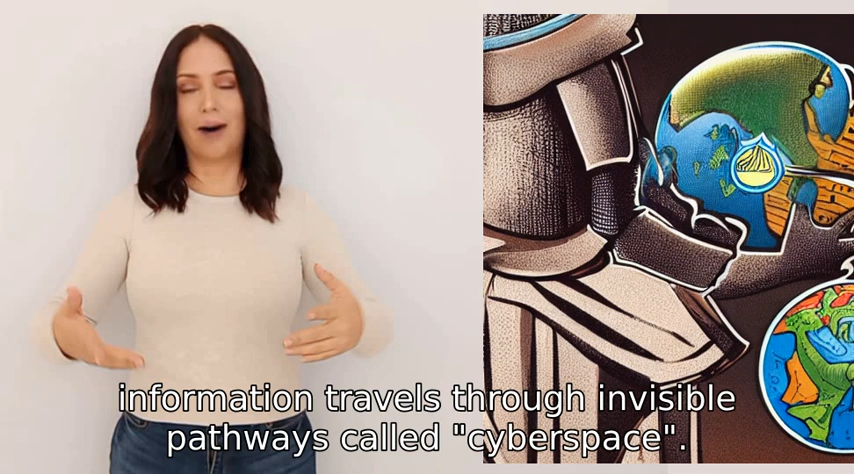 information travels through invisible
pathways called "cyberspace".